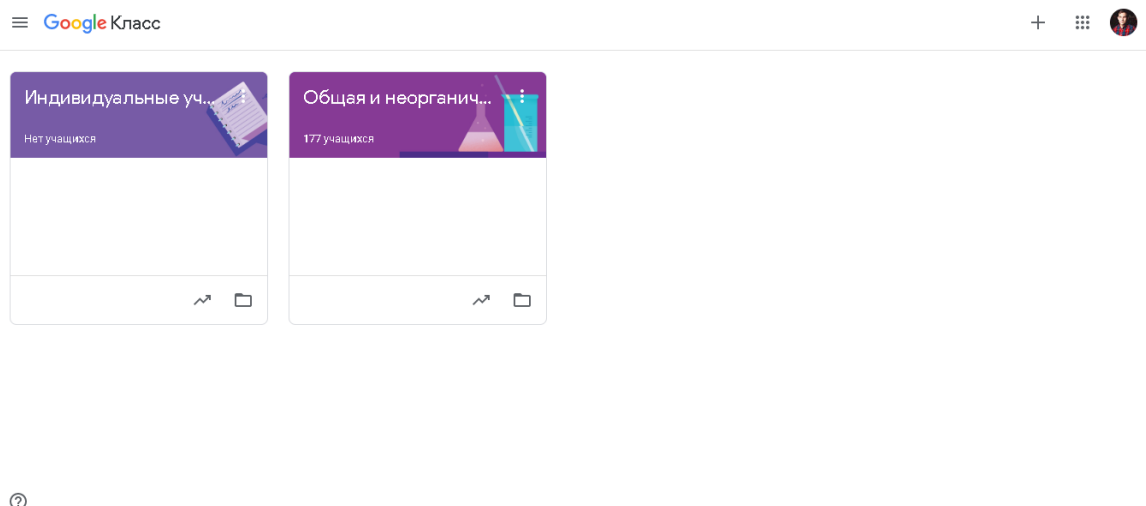 Google Класс
Индивидуальные уч...
Нет учащихся
Общая и неорганич...
177 учащихся